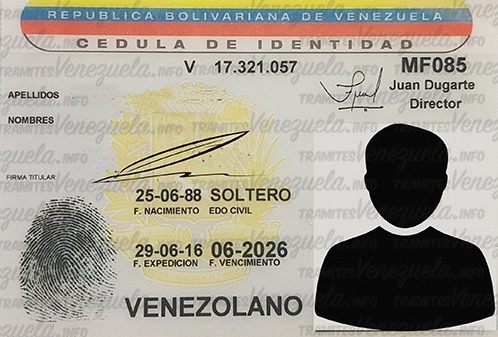 REPUBLICA BOLIVARIANA DE VENEZUELA
CEDULA DE IDENTIDAD
V 17.321.057 MF085
Juan Dugarte
Director
APELLIDOS
NOMBRES
FIRMA TITULAR
25-06-88 SOLTERO
F. NACIMIENTO EDO CIVIL
29-06-16 06-2026
F. EXPEDICION F. VENCIMIENTO
VENEZOLANO
TRAMITESVenezuela.INFO